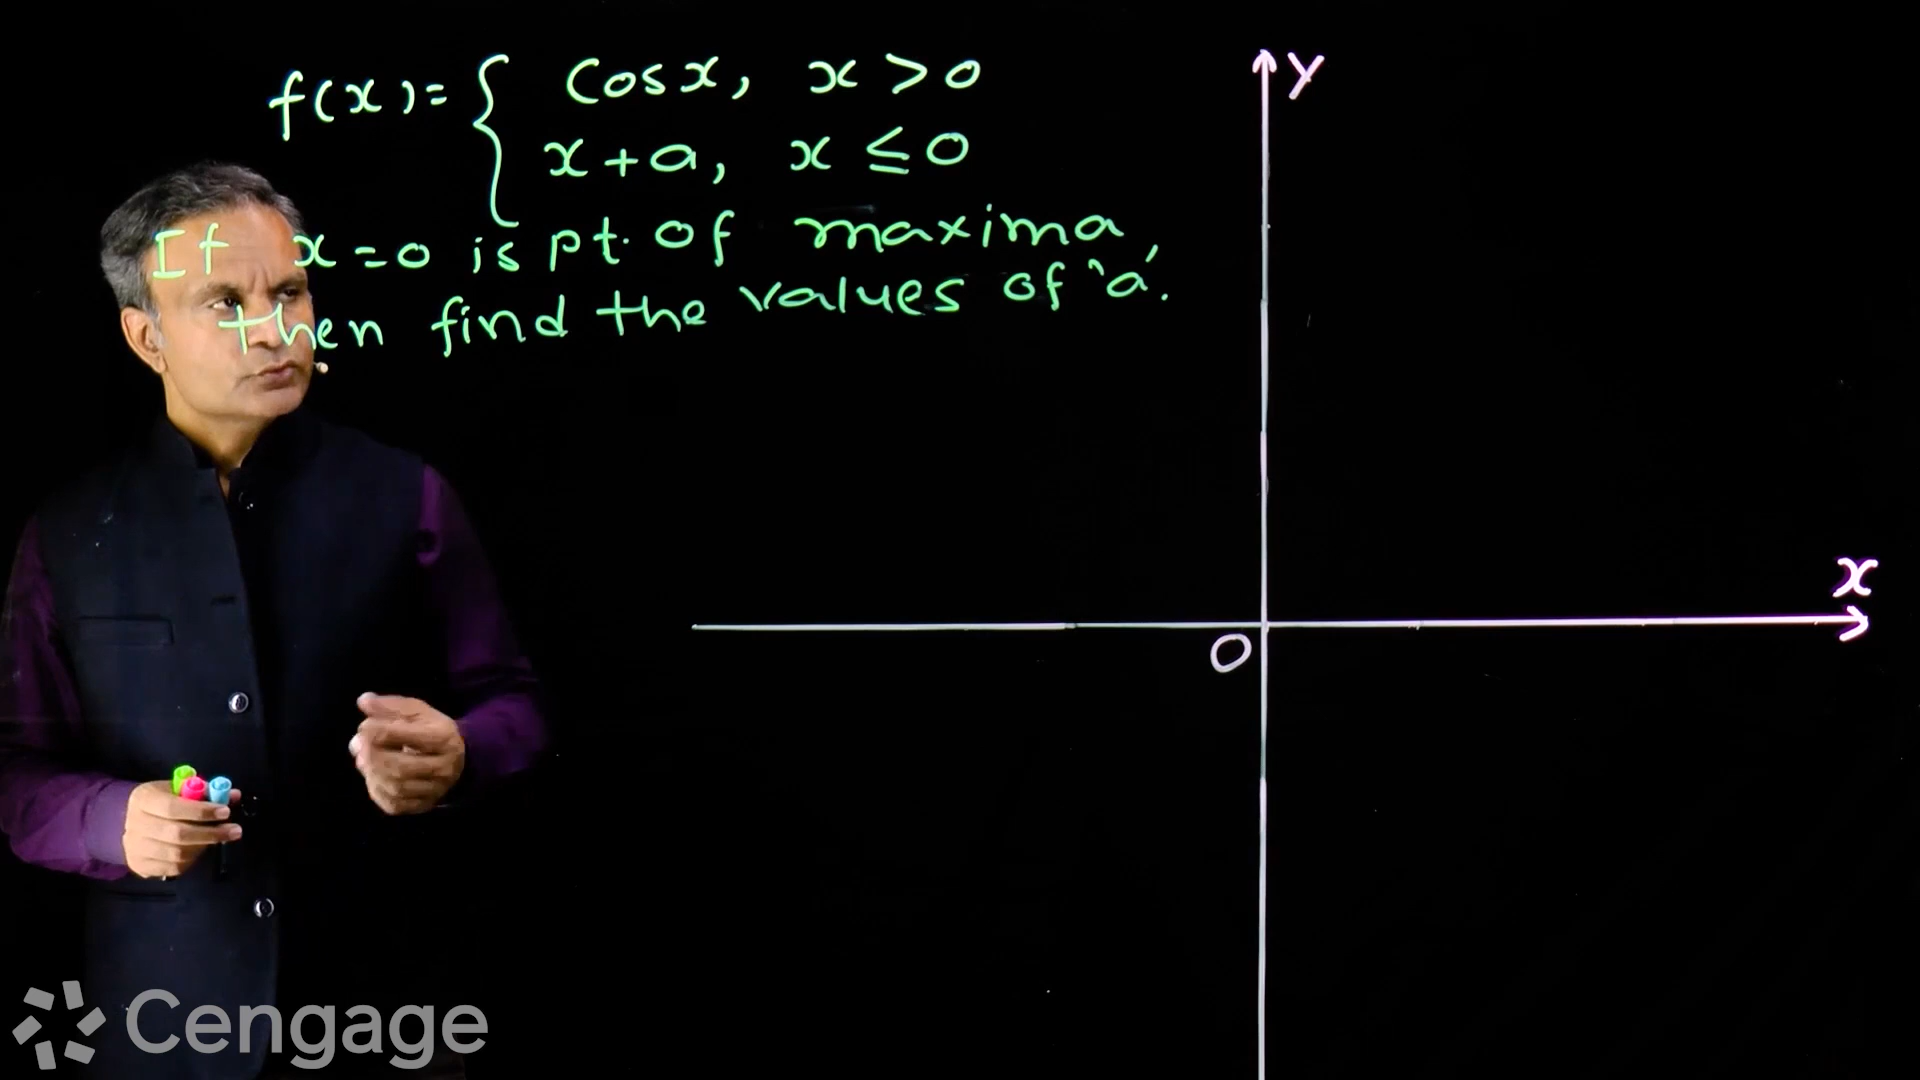 f(x) = { cos x, x > 0
x + a, x ≤ 0
If x = 0 is pt. of maxima,
then find the values of 'a'.
Y
X
O
Cengage